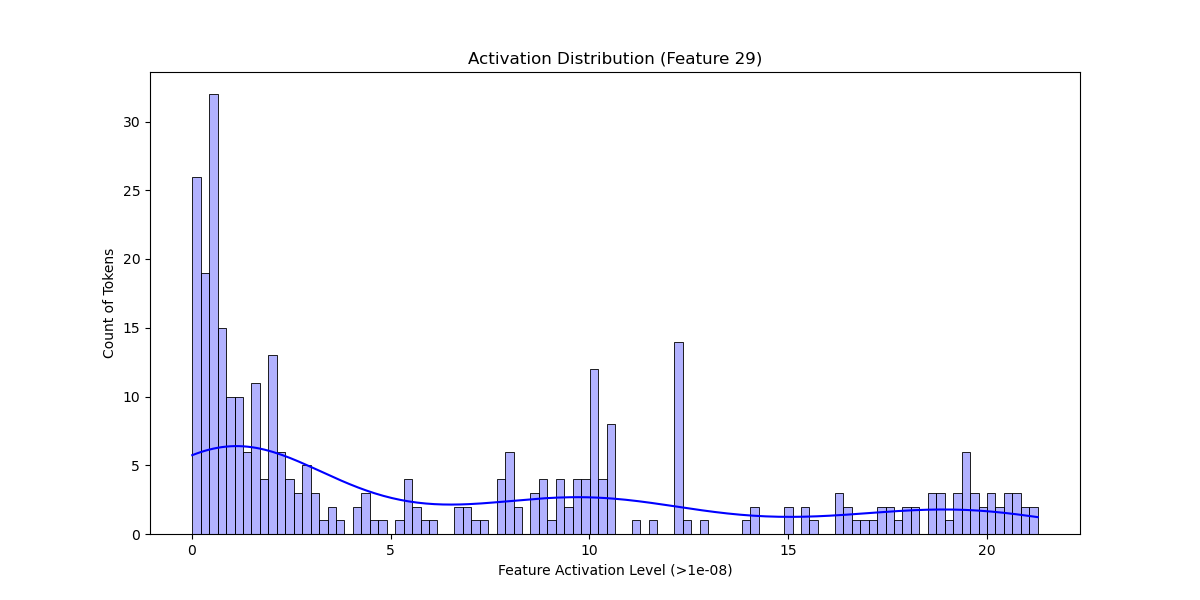 Activation Distribution (Feature 29)
30
25
20
15
10
5
0
Count of Tokens
0 5 10 15 20
Feature Activation Level (>1e-08)